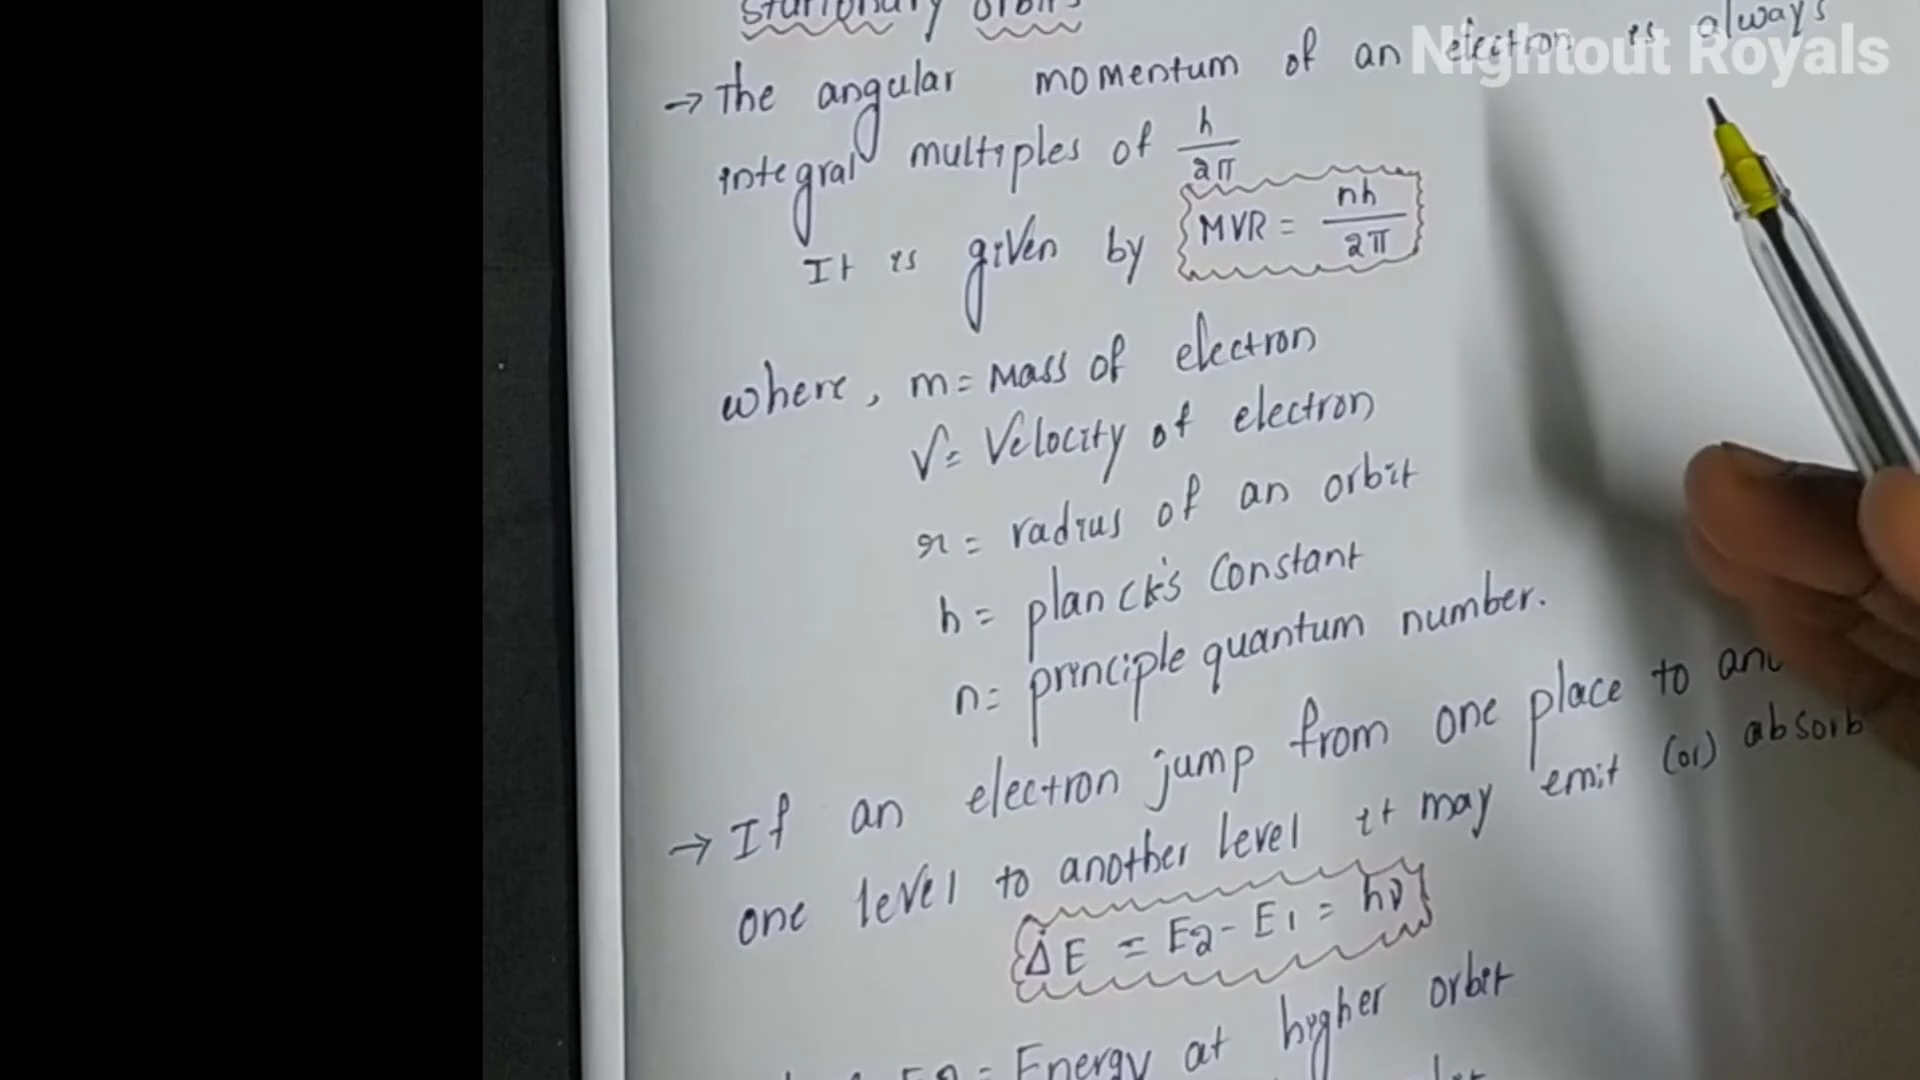 stationary orbits
→ The angular momentum of an electron is always
Nightout Royals
integral multiples of h/2π
It is given by MVR = nh/2π
where, m = Mass of electron
V = Velocity of electron
r = radius of an orbit
h = planck's Constant
n = principle quantum number.
→ If an electron jump from one place to
one level to another level it may emit (or) absorb
ΔE = E2 - E1 = hν
E2 = Energy at higher orbit